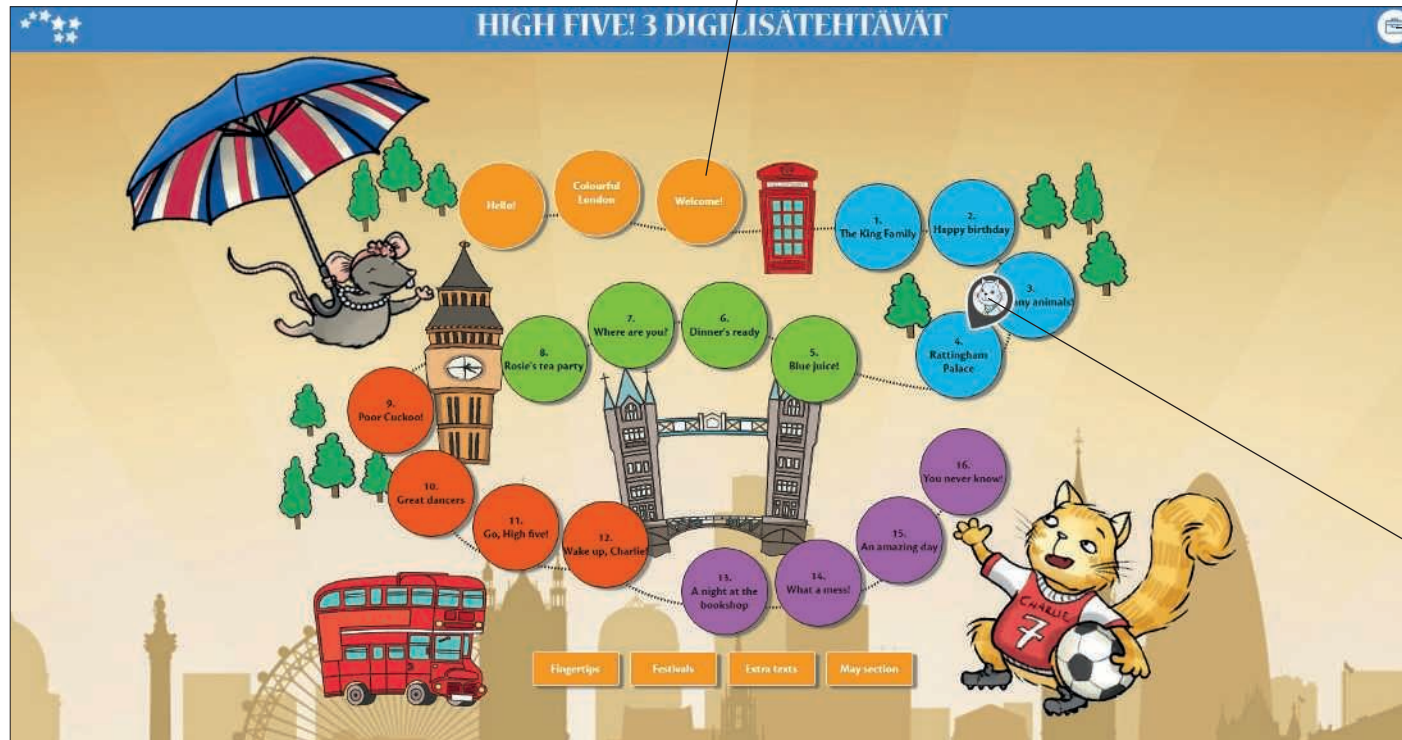 HIGH FIVE! 3 DIGILISÄTEHTÄVÄT
Hello!
Colourful
London
Welcome!
1.
The King Family
2.
Happy birthday
3.
any animals!
4.
Rattingham
Palace
5.
Blue juice!
6.
Dinner's ready
7.
Where are you?
8.
Rosie's tea party
9.
Poor Cuckoo!
10.
Great dancers
11.
Go, High five!
12.
Wake up, Charlie!
13.
A night at the
bookshop
14.
What a mess!
15.
An amazing day
16.
You never know!
CHARLIE
7
Fingertips
Festivals
Extra texts
May section